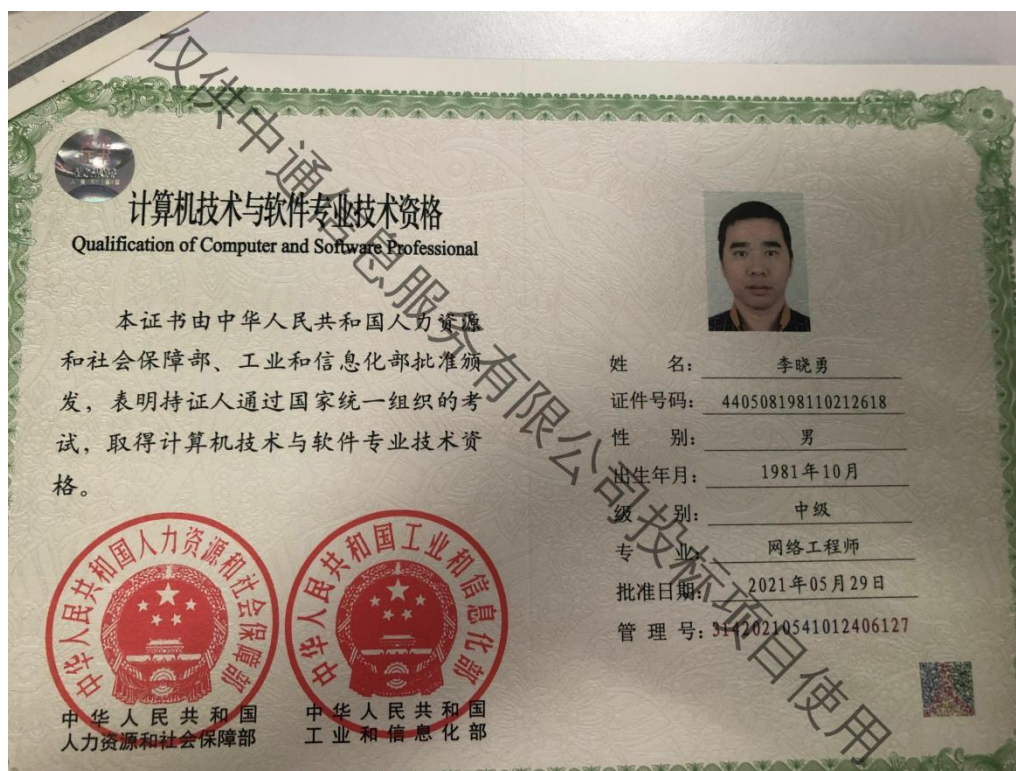 仅供中通信息服务有限公司投标项目使用
计算机技术与软件专业技术资格
Qualification of Computer and Software Professional
本证书由中华人民共和国人力资源
和社会保障部、工业和信息化部批准颁
发，表明持证人通过国家统一组织的考
试，取得计算机技术与软件专业技术资
格。
中华人民共和国人力资源和社会保障部
中华人民共和国工业和信息化部
中华人民共和国
人力资源和社会保障部
中华人民共和国
工业和信息化部
姓 名： 李晓勇
证件号码： 440508198110212618
性 别： 男
出生年月： 1981年10月
级 别： 中级
专 业： 网络工程师
批准日期： 2021年05月29日
管 理 号： 31420210541012406127